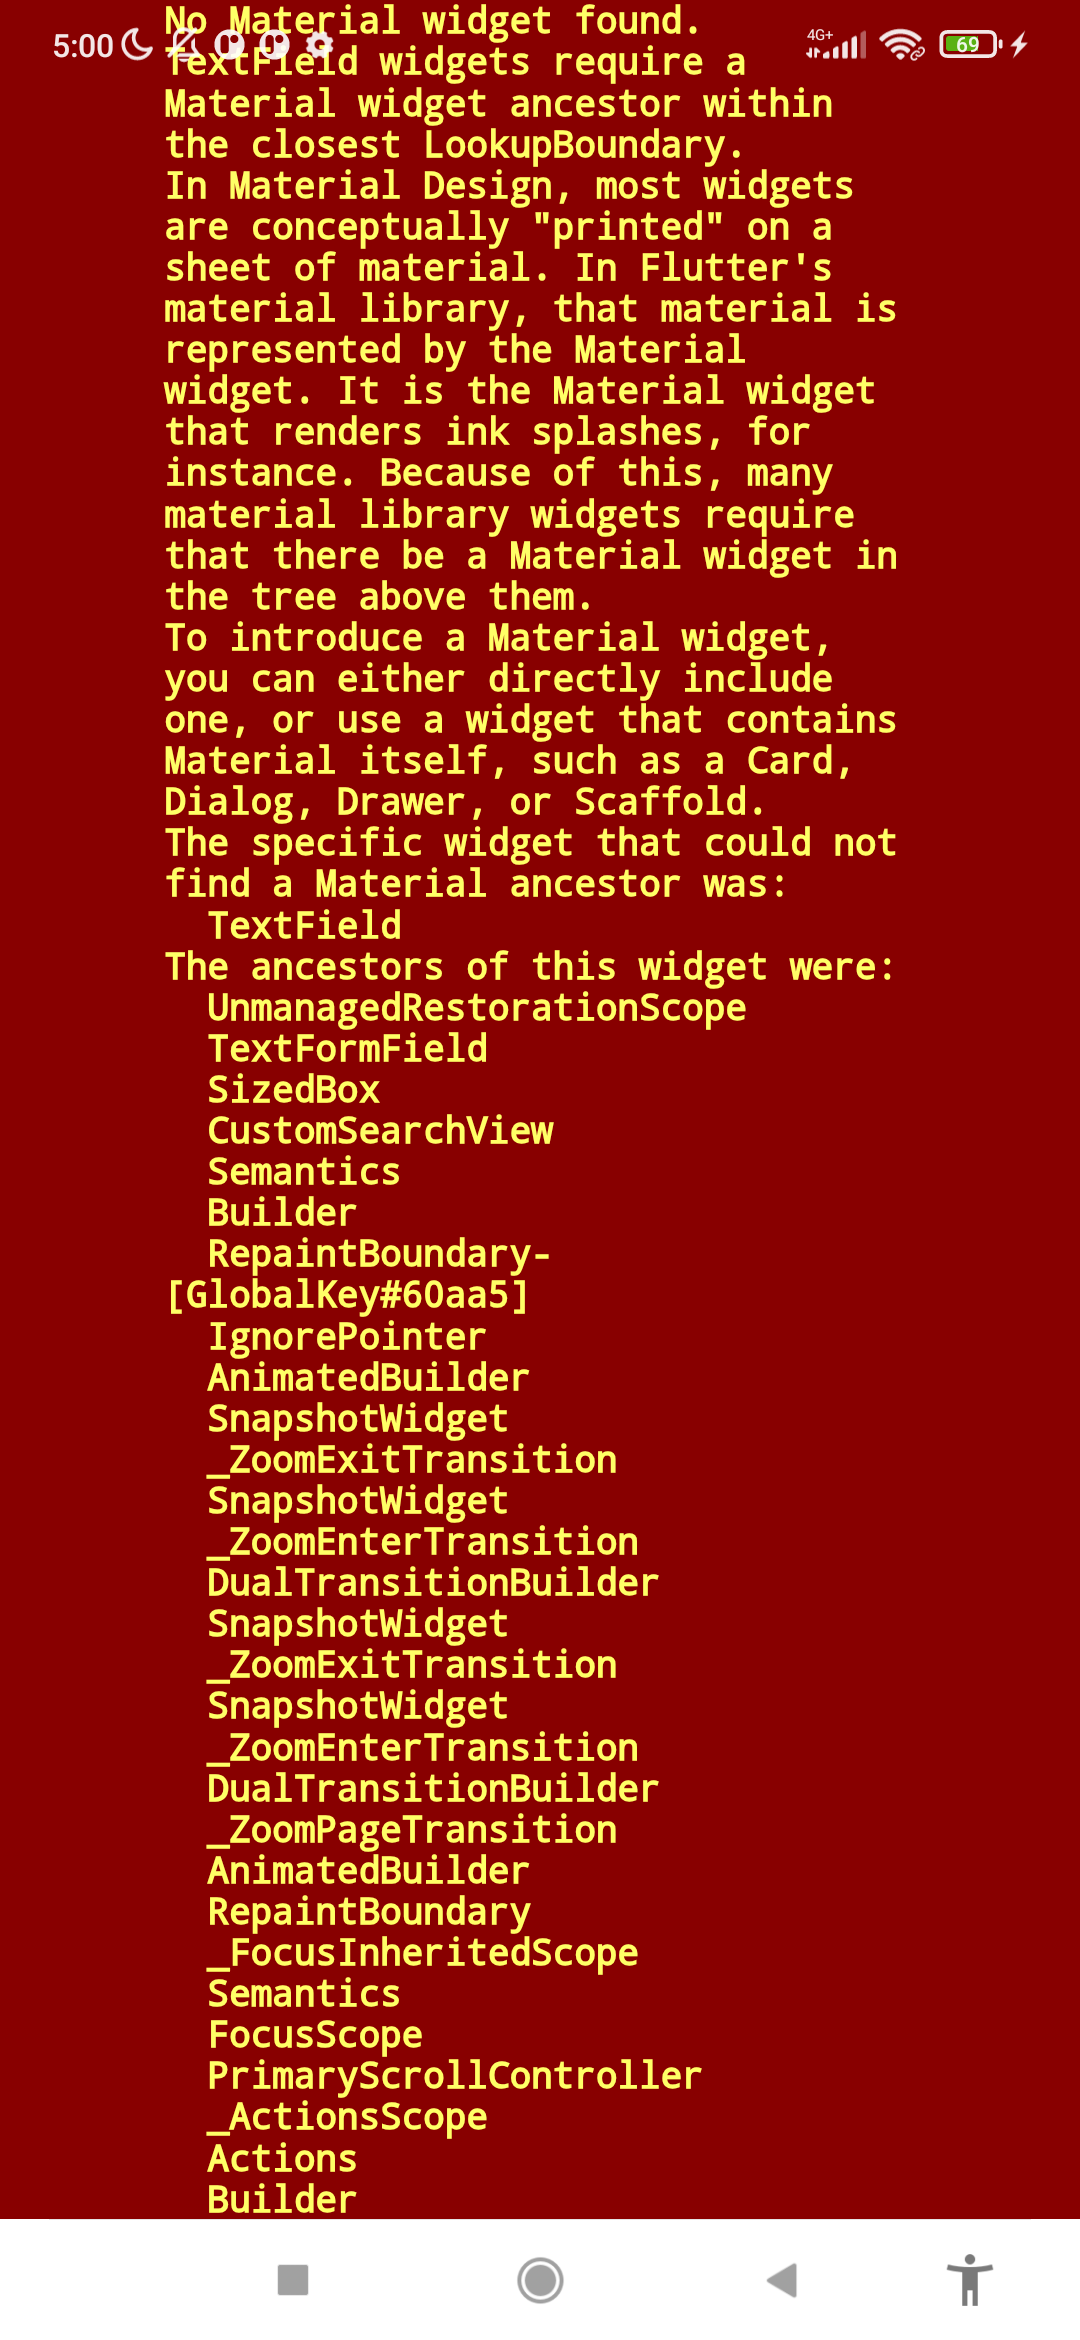 No Material widget found.
5:00
4G+
69
TextField widgets require a
Material widget ancestor within
the closest LookupBoundary.
In Material Design, most widgets
are conceptually "printed" on a
sheet of material. In Flutter's
material library, that material is
represented by the Material
widget. It is the Material widget
that renders ink splashes, for
instance. Because of this, many
material library widgets require
that there be a Material widget in
the tree above them.
To introduce a Material widget,
you can either directly include
one, or use a widget that contains
Material itself, such as a Card,
Dialog, Drawer, or Scaffold.
The specific widget that could not
find a Material ancestor was:
TextField
The ancestors of this widget were:
UnmanagedRestorationScope
TextFormField
SizedBox
CustomSearchView
Semantics
Builder
RepaintBoundary-
[GlobalKey#60aa5]
IgnorePointer
AnimatedBuilder
SnapshotWidget
_ZoomExitTransition
SnapshotWidget
_ZoomEnterTransition
DualTransitionBuilder
SnapshotWidget
_ZoomExitTransition
SnapshotWidget
_ZoomEnterTransition
DualTransitionBuilder
_ZoomPageTransition
AnimatedBuilder
RepaintBoundary
_FocusInheritedScope
Semantics
FocusScope
PrimaryScrollController
_ActionsScope
Actions
Builder